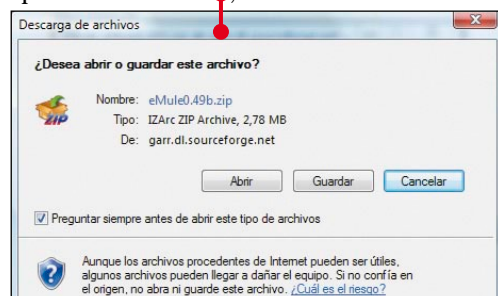 Descarga de archivos
¿Desea abrir o guardar este archivo?
Nombre: eMule0.49b.zip
Tipo: IZArc ZIP Archive, 2,78 MB
De: garr.dl.sourceforge.net
Abrir Guardar Cancelar
Preguntar siempre antes de abrir este tipo de archivos
Aunque los archivos procedentes de Internet pueden ser útiles,
algunos archivos pueden llegar a dañar el equipo. Si no confía en
el origen, no abra ni guarde este archivo. ¿Cuál es el riesgo?